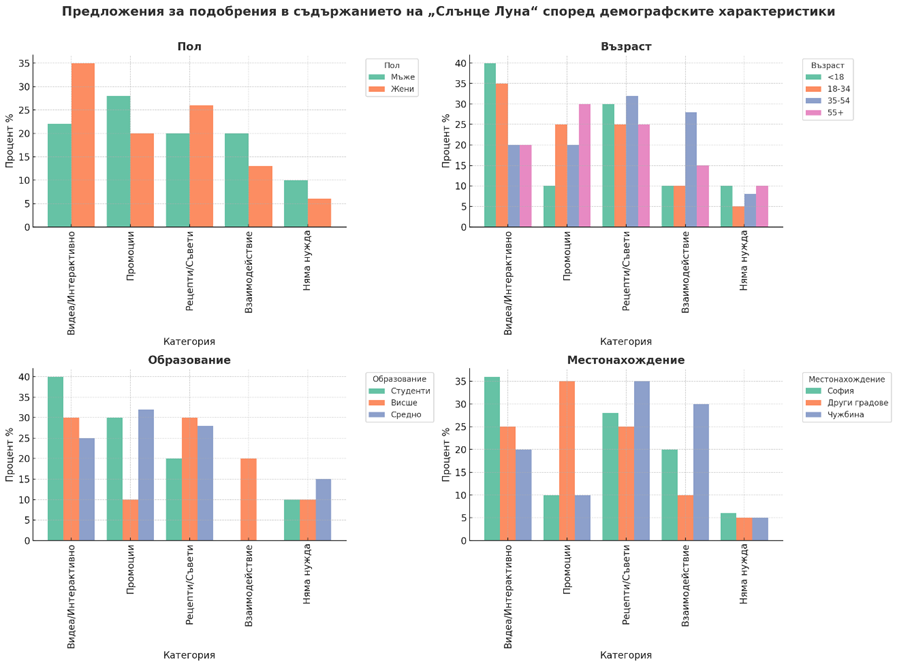 Предложения за подобрения в съдържанието на „Слънце Луна“ според демографските характеристики
Пол
Процент %
35
30
25
20
15
10
5
0
Видеа/Интерактивно
Промоции
Рецепти/Съвети
Взаимодействие
Няма нужда
Категория
Пол
Мъже
Жени
Възраст
Процент %
40
35
30
25
20
15
10
5
0
Видеа/Интерактивно
Промоции
Рецепти/Съвети
Взаимодействие
Няма нужда
Категория
Възраст
<18
18-34
35-54
55+
Образование
Процент %
40
35
30
25
20
15
10
5
0
Видеа/Интерактивно
Промоции
Рецепти/Съвети
Взаимодействие
Няма нужда
Категория
Образование
Студенти
Висше
Средно
Местонахождение
Процент %
35
30
25
20
15
10
5
0
Видеа/Интерактивно
Промоции
Рецепти/Съвети
Взаимодействие
Няма нужда
Категория
Местонахождение
София
Други градове
Чужбина